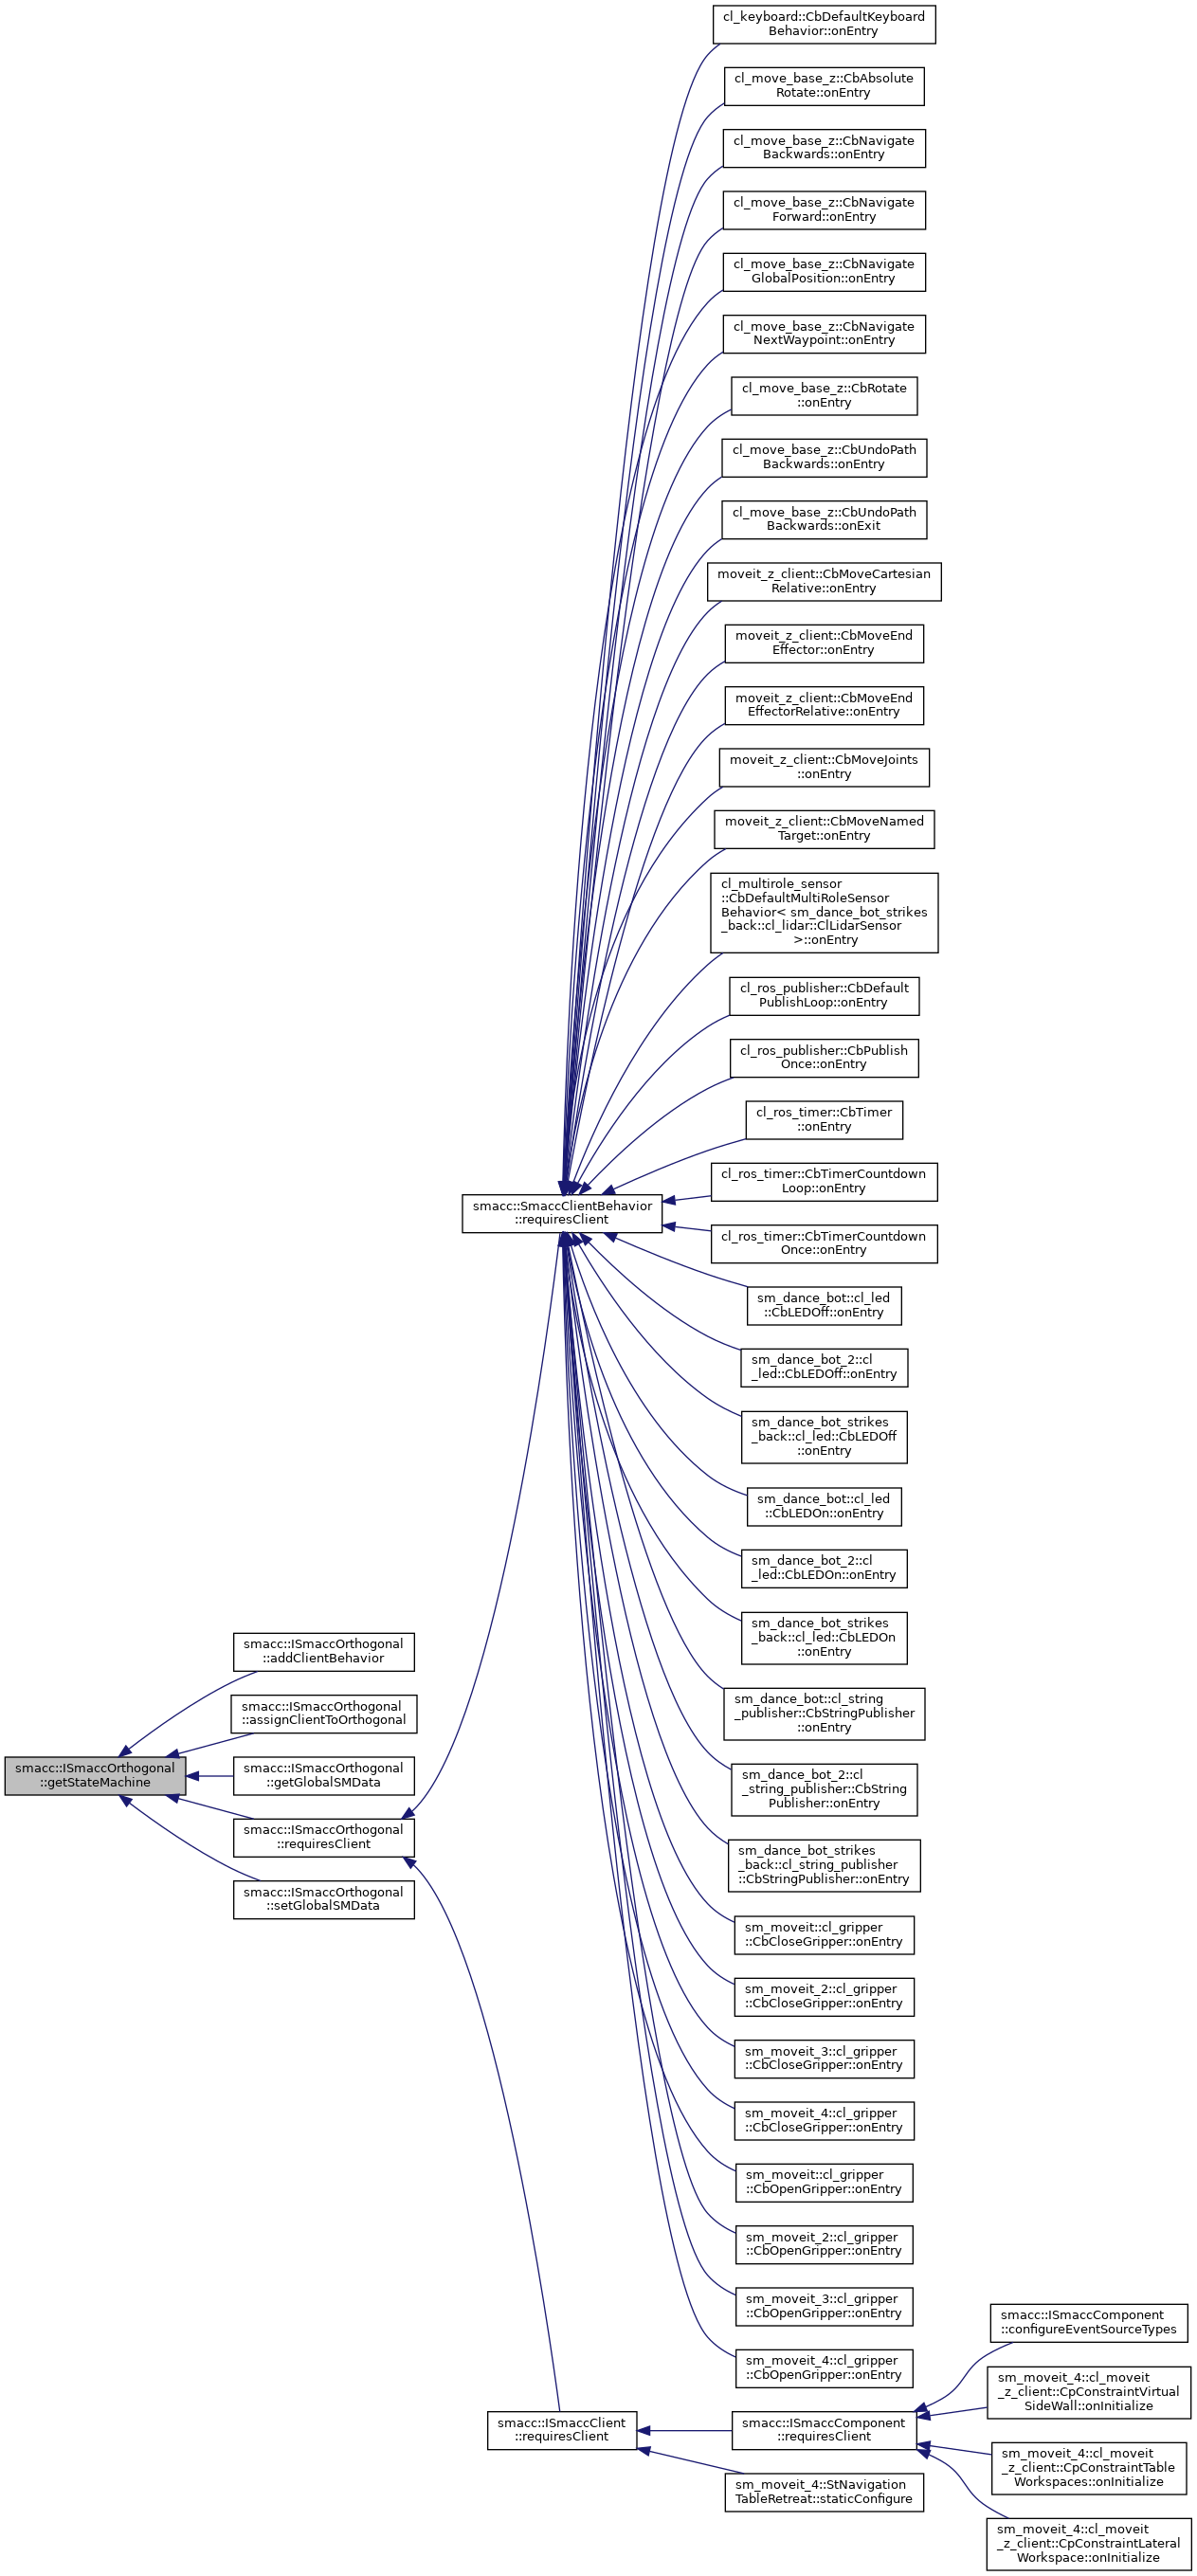 cl_keyboard::CbDefaultKeyboard
Behavior::onEntry
cl_move_base_z::CbAbsolute
Rotate::onEntry
cl_move_base_z::CbNavigate
Backwards::onEntry
cl_move_base_z::CbNavigate
Forward::onEntry
cl_move_base_z::CbNavigate
GlobalPosition::onEntry
cl_move_base_z::CbNavigate
NextWaypoint::onEntry
cl_move_base_z::CbRotate
::onEntry
cl_move_base_z::CbUndoPath
Backwards::onEntry
cl_move_base_z::CbUndoPath
Backwards::onExit
moveit_z_client::CbMoveCartesian
Relative::onEntry
moveit_z_client::CbMoveEnd
Effector::onEntry
moveit_z_client::CbMoveEnd
EffectorRelative::onEntry
moveit_z_client::CbMoveJoints
::onEntry
moveit_z_client::CbMoveNamed
Target::onEntry
cl_multirole_sensor
::CbDefaultMultiRoleSensor
Behavior< sm_dance_bot_strikes
_back::cl_lidar::ClLidarSensor
>::onEntry
cl_ros_publisher::CbDefault
PublishLoop::onEntry
cl_ros_publisher::CbPublish
Once::onEntry
cl_ros_timer::CbTimer
::onEntry
cl_ros_timer::CbTimerCountdown
Loop::onEntry
smacc::SmaccClientBehavior
::requiresClient
cl_ros_timer::CbTimerCountdown
Once::onEntry
sm_dance_bot::cl_led
::CbLEDOff::onEntry
sm_dance_bot_2::cl
_led::CbLEDOff::onEntry
sm_dance_bot_strikes
_back::cl_led::CbLEDOff
::onEntry
sm_dance_bot::cl_led
::CbLEDOn::onEntry
sm_dance_bot_2::cl
_led::CbLEDOn::onEntry
sm_dance_bot_strikes
_back::cl_led::CbLEDOn
::onEntry
smacc::ISmaccOrthogonal
::addClientBehavior
sm_dance_bot::cl_string
_publisher::CbStringPublisher
::onEntry
smacc::ISmaccOrthogonal
::assignClientToOrthogonal
smacc::ISmaccOrthogonal
::getStateMachine
smacc::ISmaccOrthogonal
::getGlobalSMData
sm_dance_bot_2::cl
_string_publisher::CbString
Publisher::onEntry
smacc::ISmaccOrthogonal
::requiresClient
sm_dance_bot_strikes
_back::cl_string_publisher
::CbStringPublisher::onEntry
smacc::ISmaccOrthogonal
::setGlobalSMData
sm_moveit::cl_gripper
::CbCloseGripper::onEntry
sm_moveit_2::cl_gripper
::CbCloseGripper::onEntry
sm_moveit_3::cl_gripper
::CbCloseGripper::onEntry
sm_moveit_4::cl_gripper
::CbCloseGripper::onEntry
sm_moveit::cl_gripper
::CbOpenGripper::onEntry
sm_moveit_2::cl_gripper
::CbOpenGripper::onEntry
sm_moveit_3::cl_gripper
::CbOpenGripper::onEntry
sm_moveit_4::cl_gripper
::CbOpenGripper::onEntry
smacc::ISmaccComponent
::configureEventSourceTypes
sm_moveit_4::cl_moveit
_z_client::CpConstraintVirtual
SideWall::onInitialize
smacc::ISmaccClient
::requiresClient
smacc::ISmaccComponent
::requiresClient
sm_moveit_4::cl_moveit
_z_client::CpConstraintTable
Workspaces::onInitialize
sm_moveit_4::StNavigation
TableRetreat::staticConfigure
sm_moveit_4::cl_moveit
_z_client::CpConstraintLateral
Workspace::onInitialize